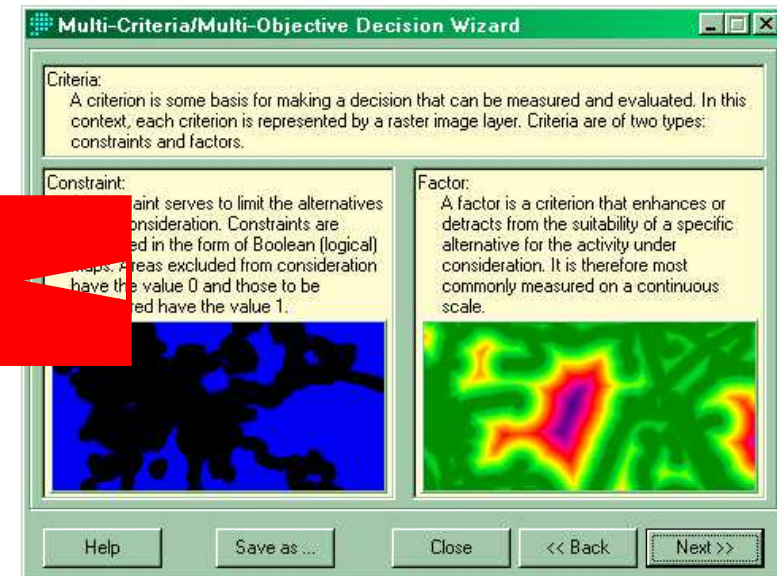 Multi-Criteria/Multi-Objective Decision Wizard
Criteria:
A criterion is some basis for making a decision that can be measured and evaluated. In this
context, each criterion is represented by a raster image layer. Criteria are of two types:
constraints and factors.
Constraint:
serves to limit the alternatives
Constraints are
in the form of Boolean (logical)
Areas excluded from consideration
have the value 0 and those to be
have the value 1.
Factor:
A factor is a criterion that enhances or
detracts from the suitability of a specific
alternative for the activity under
consideration. It is therefore most
commonly measured on a continuous
scale.
Help
Save as ...
Close
<< Back
Next >>